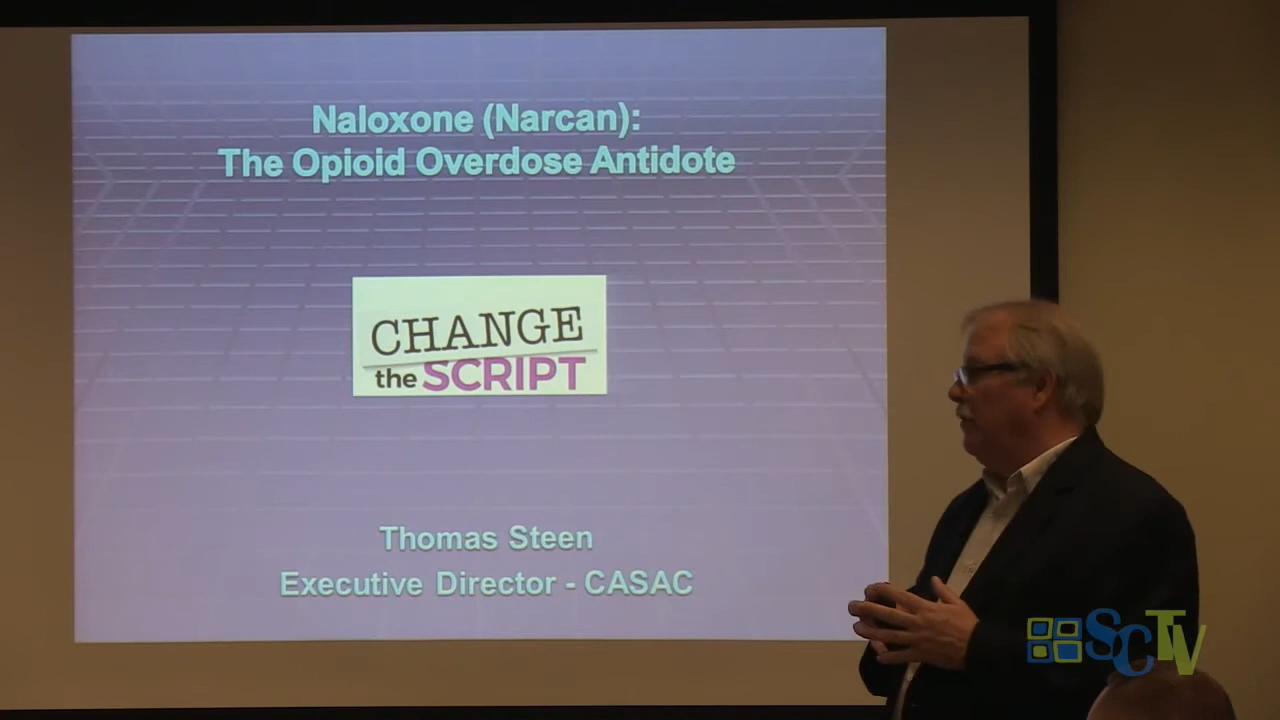 Naloxone (Narcan):
The Opioid Overdose Antidote
CHANGE
the SCRIPT
Thomas Steen
Executive Director - CASAC
SCTV